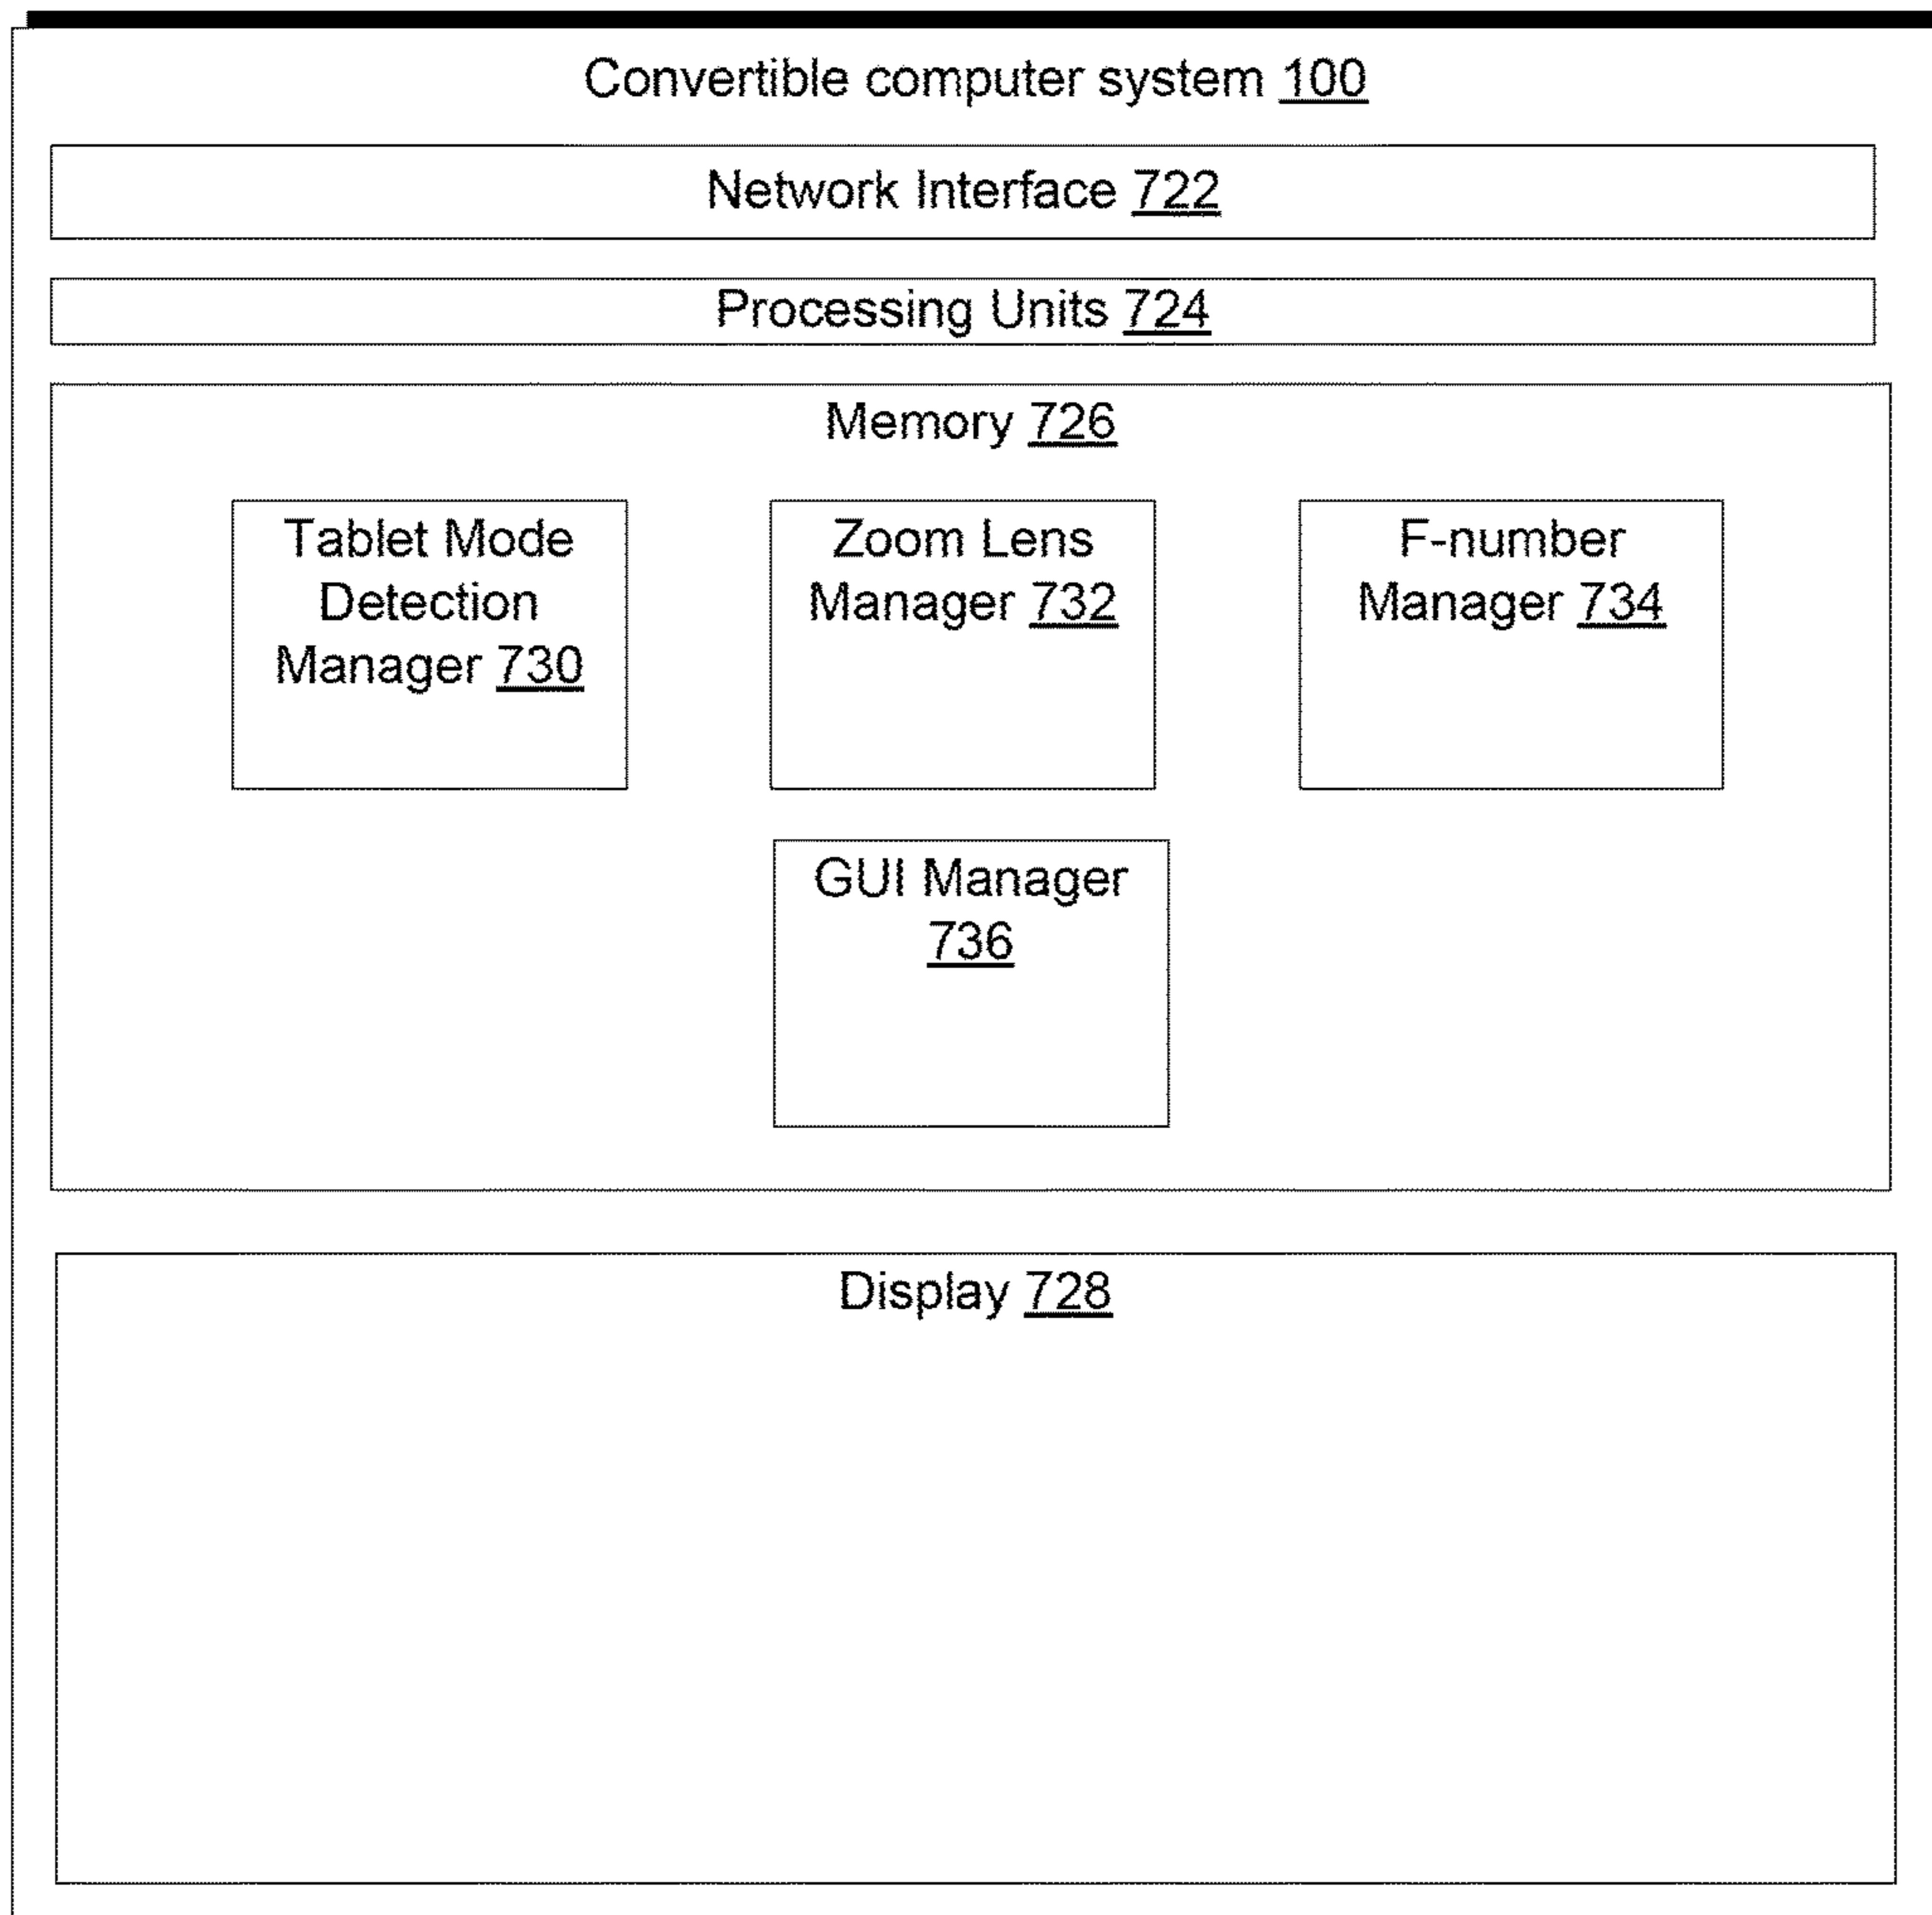 Convertible computer system 100
Network Interface 722
Processing Units 724
Memory 726
Tablet Mode
Detection
Manager 730
Zoom Lens
Manager 732
F-number
Manager 734
GUI Manager
736
Display 728